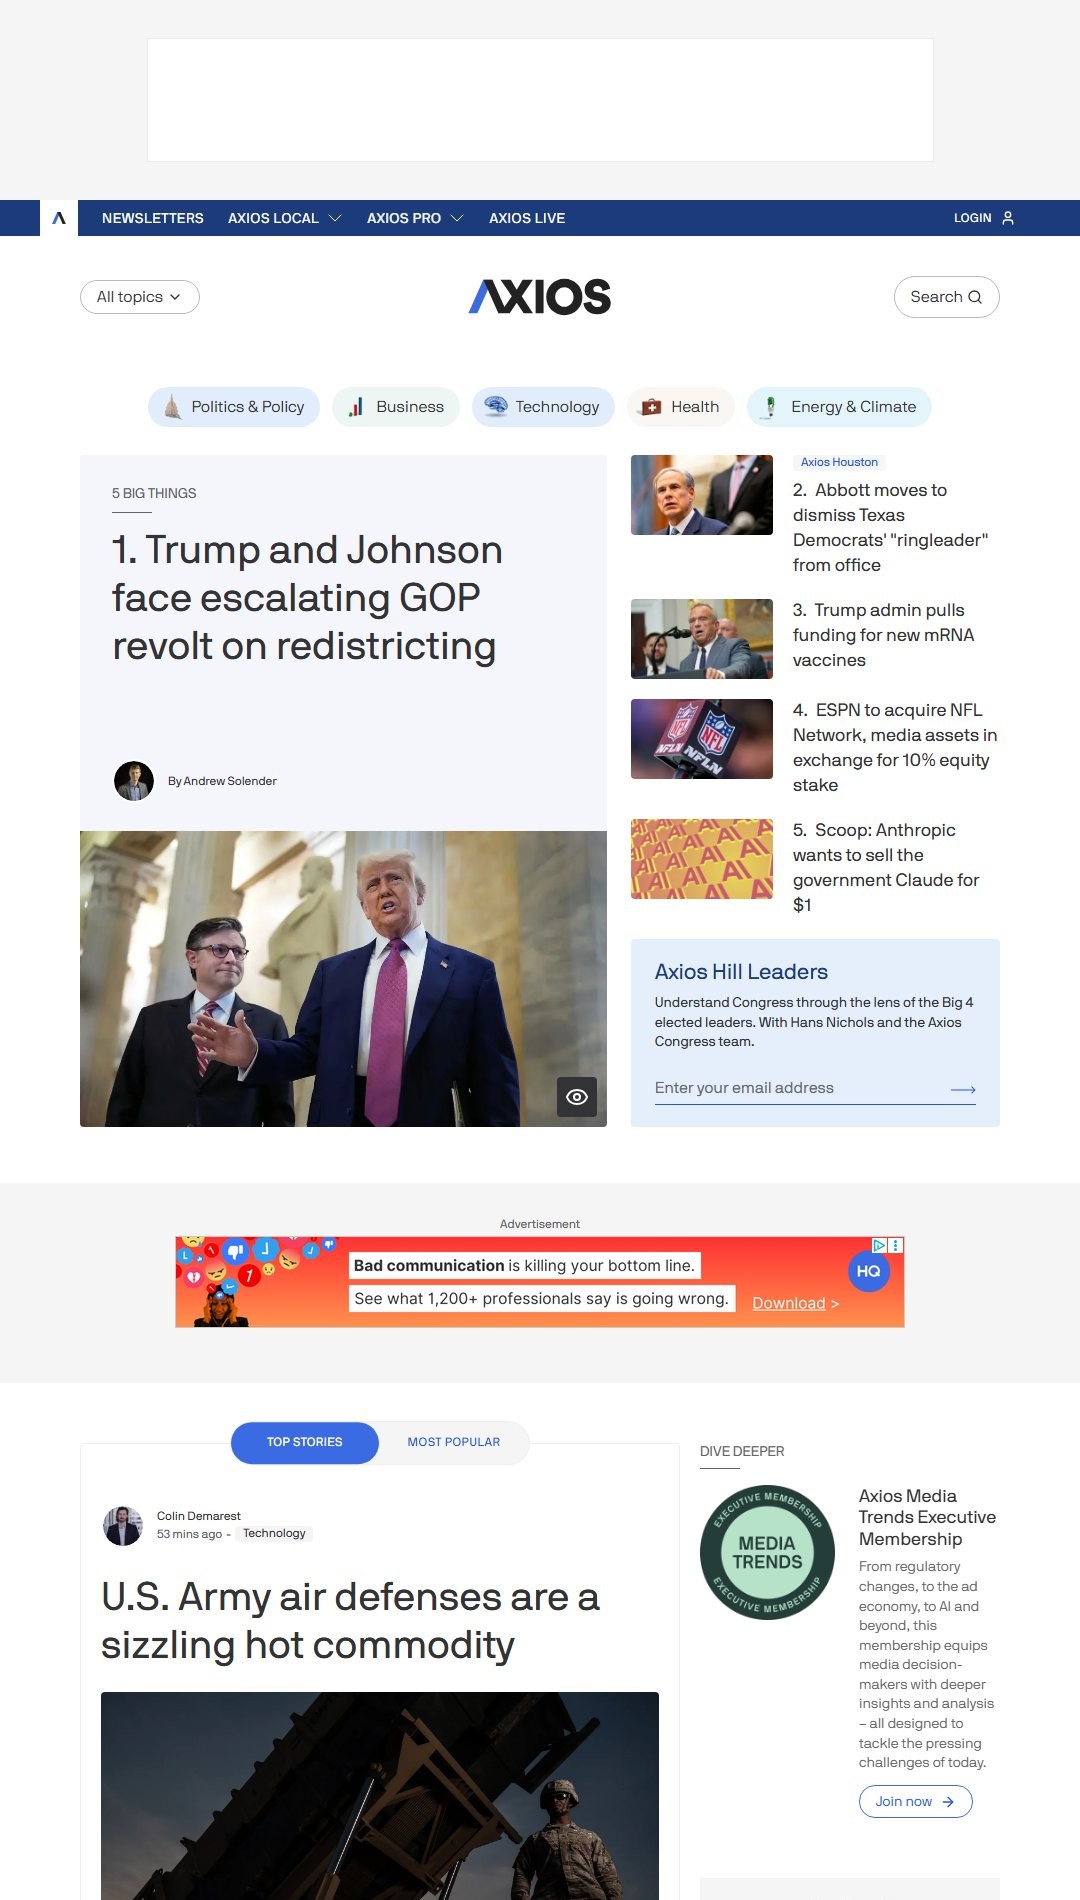 NEWSLETTERS AXIOS LOCAL AXIOS PRO AXIOS LIVE LOGIN
All topics
AXIOS
Search
Politics & Policy
Business
Technology
Health
Energy & Climate
5 BIG THINGS
1. Trump and Johnson
face escalating GOP
revolt on redistricting
By Andrew Solender
Axios Houston
2. Abbott moves to
dismiss Texas
Democrats' "ringleader"
from office
3. Trump admin pulls
funding for new mRNA
vaccines
NFL
NFLN
NFL
NFLN
4. ESPN to acquire NFL
Network, media assets in
exchange for 10% equity
stake
5. Scoop: Anthropic
wants to sell the
government Claude for
$1
Axios Hill Leaders
Understand Congress through the lens of the Big 4
elected leaders. With Hans Nichols and the Axios
Congress team.
Enter your email address
Advertisement
Bad communication is killing your bottom line.
See what 1,200+ professionals say is going wrong.
Download >
HQ
TOP STORIES
MOST POPULAR
Colin Demarest
53 mins ago - Technology
U.S. Army air defenses are a
sizzling hot commodity
DIVE DEEPER
EXECUTIVE MEMBERSHIP
MEDIA
TRENDS
EXECUTIVE MEMBERSHIP
Axios Media
Trends Executive
Membership
From regulatory
changes, to the ad
economy, to AI and
beyond, this
membership equips
media decision-
makers with deeper
insights and analysis
– all designed to
tackle the pressing
challenges of today.
Join now